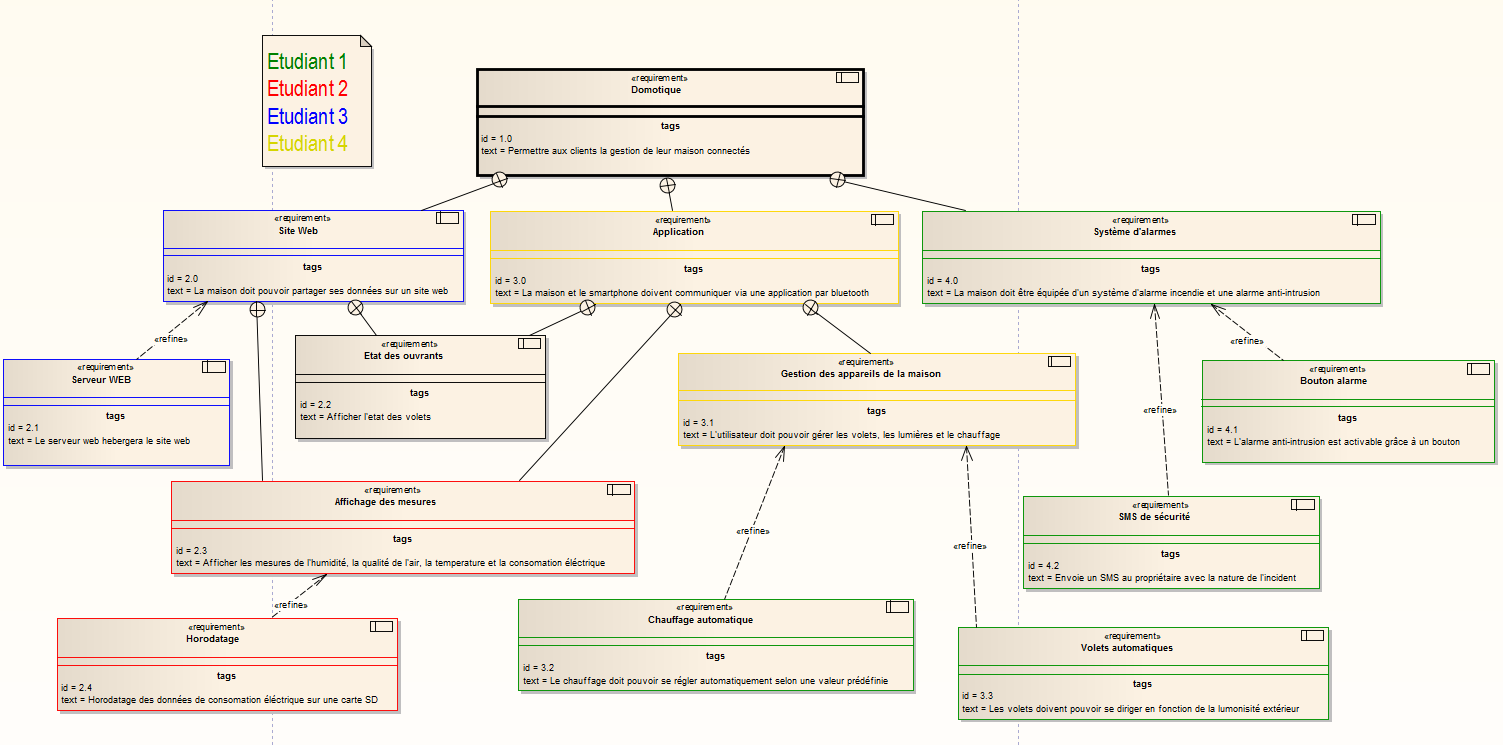 Etudiant 1
Etudiant 2
Etudiant 3
Etudiant 4
«requirement»
Domotique
tags
id = 1.0
text = Permettre aux clients la gestion de leur maison connectés
«requirement»
Site Web
tags
id = 2.0
text = La maison doit pouvoir partager ses données sur un site web
«requirement»
Application
tags
id = 3.0
text = La maison et le smartphone doivent communiquer via une application par bluetooth
«requirement»
Système d'alarmes
tags
id = 4.0
text = La maison doit être équipée d'un système d'alarme incendie et une alarme anti-intrusion
«refine»
«requirement»
Serveur WEB
tags
id = 2.1
text = Le serveur web hebergera le site web
«requirement»
Etat des ouvrants
tags
id = 2.2
text = Afficher l'etat des volets
«requirement»
Gestion des appareils de la maison
tags
id = 3.1
text = L'utilisateur doit pouvoir gérer les volets, les lumières et le chauffage
«refine»
«refine»
«requirement»
Bouton alarme
tags
id = 4.1
text = L'alarme anti-intrusion est activable grâce à un bouton
«requirement»
Affichage des mesures
tags
id = 2.3
text = Afficher les mesures de l'humidité, la qualité de l'air, la temperature et la consomation éléctrique
«refine»
«refine»
«requirement»
SMS de sécurité
tags
id = 4.2
text = Envoie un SMS au propriétaire avec la nature de l'incident
«refine»
«requirement»
Horodatage
tags
id = 2.4
text = Horodatage des données de consomation éléctrique sur une carte SD
«requirement»
Chauffage automatique
tags
id = 3.2
text = Le chauffage doit pouvoir se régler automatiquement selon une valeur prédéfinie
«requirement»
Volets automatiques
tags
id = 3.3
text = Les volets doivent pouvoir se diriger en fonction de la lumonisité extérieur